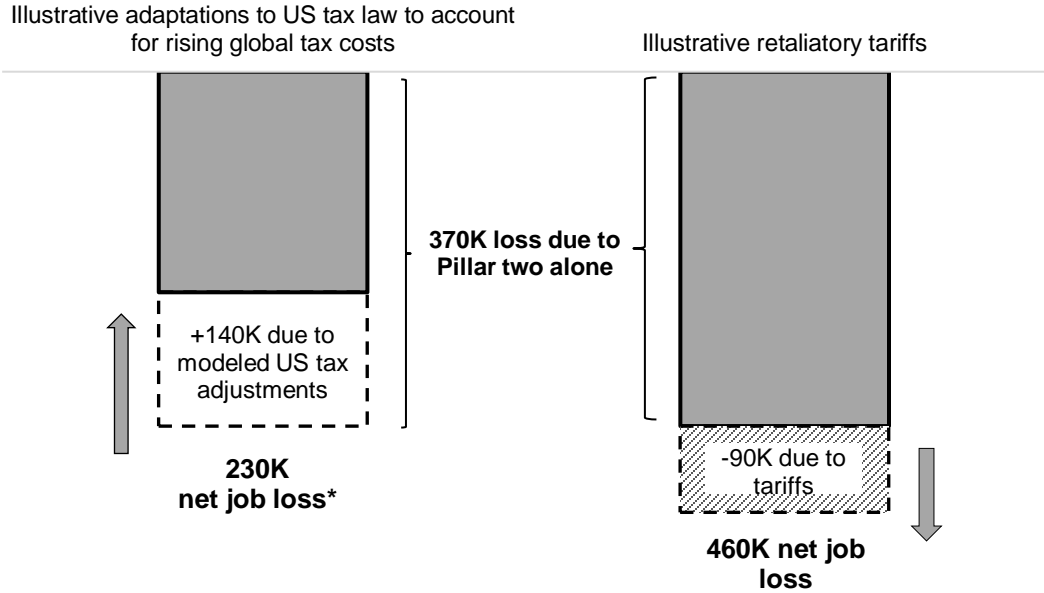 Illustrative adaptations to US tax law to account
for rising global tax costs
Illustrative retaliatory tariffs
370K loss due to
Pillar two alone
+140K due to
modeled US tax
adjustments
230K
net job loss*
-90K due to
tariffs
460K net job
loss